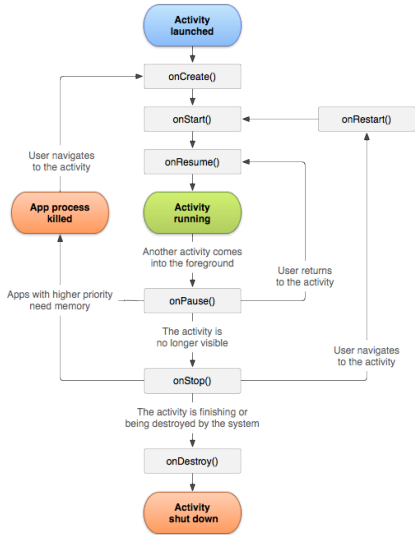 Activity
launched
onCreate()
onStart()
onRestart()
User navigates
to the activity
onResume()
App process
killed
Activity
running
Another activity comes
into the foreground
User returns
to the activity
Apps with higher priority
need memory
onPause()
The activity is
no longer visible
User navigates
to the activity
onStop()
The activity is finishing or
being destroyed by the system
onDestroy()
Activity
shut down